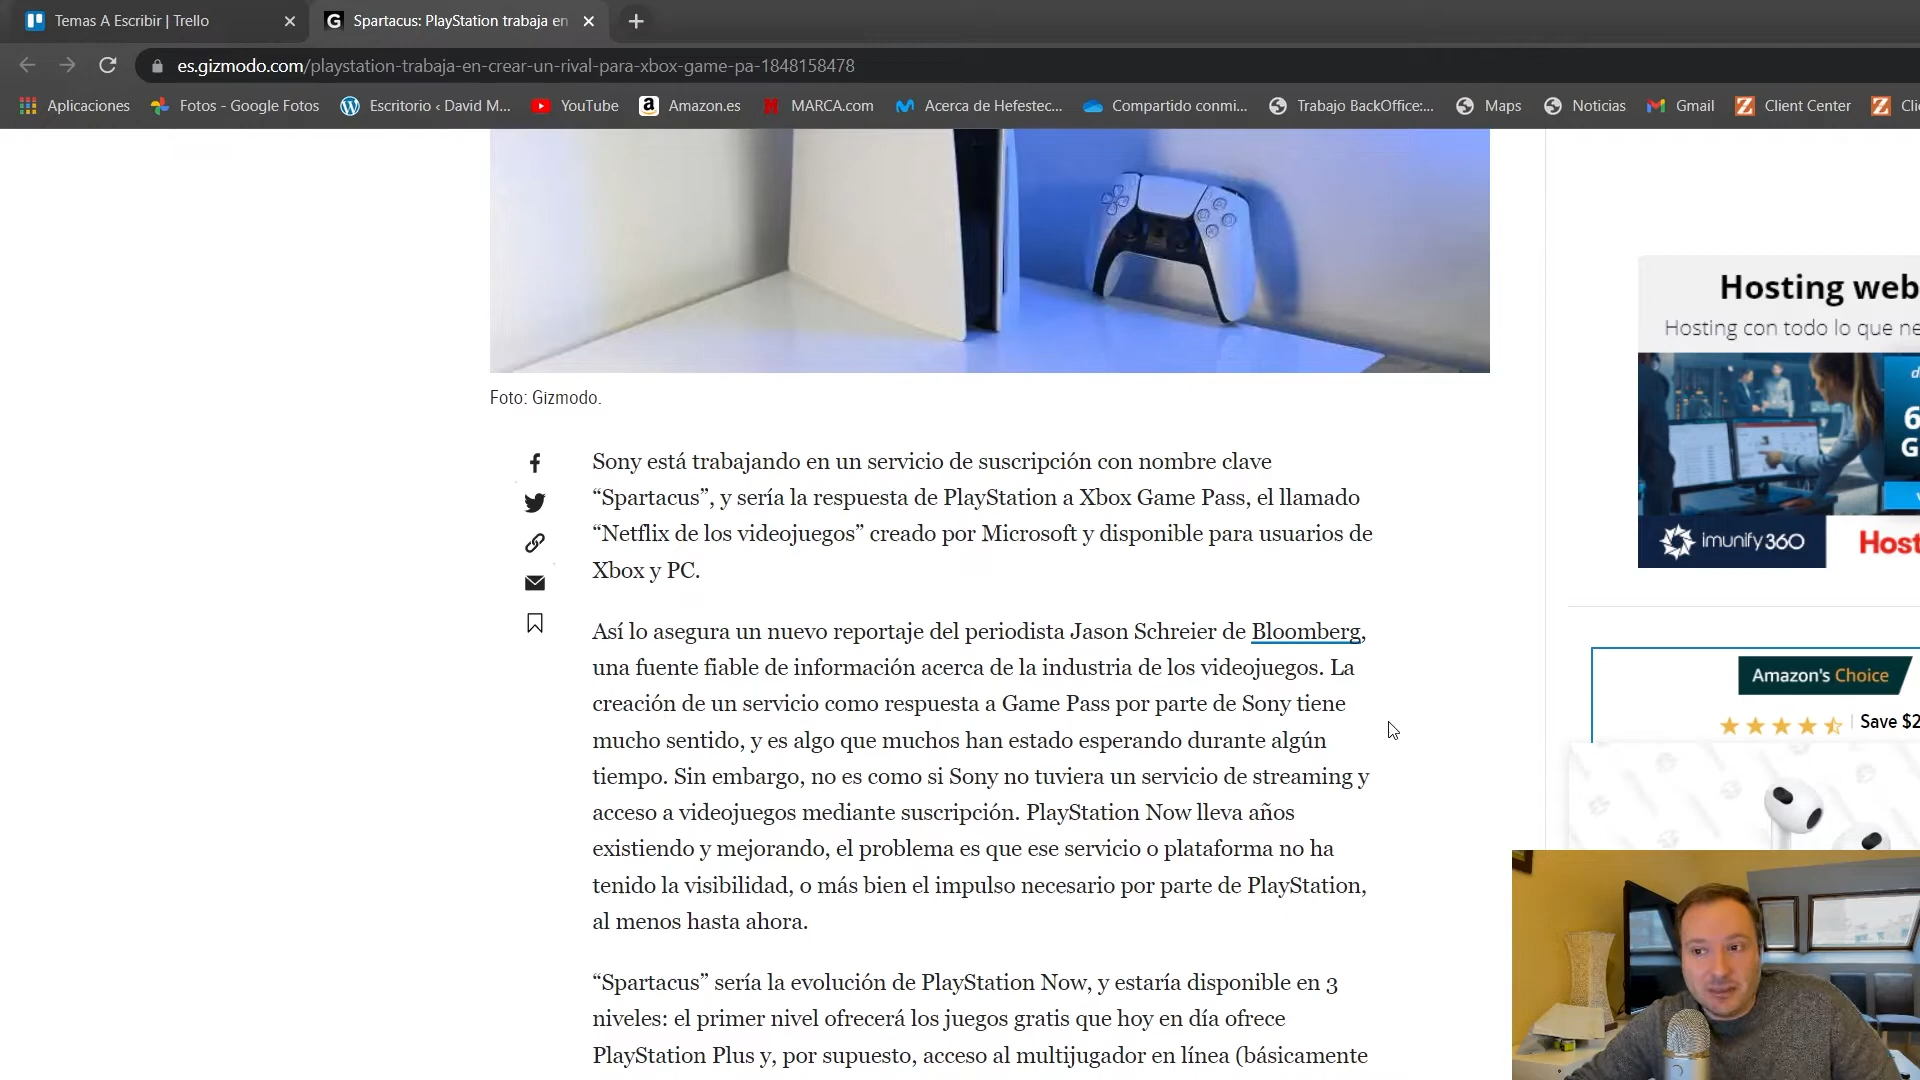 Temas A Escribir | Trello
G
Spartacus: PlayStation trabaja en
es.gizmodo.com/playstation-trabaja-en-crear-un-rival-para-xbox-game-pa-1848158478
Aplicaciones
Fotos - Google Fotos
Escritorio ‹ David M...
YouTube
Amazon.es
MARCA.com
Acerca de Hefestec...
Compartido conmi...
Trabajo BackOffice:...
Maps
Noticias
Gmail
Client Center
Foto: Gizmodo.
Sony está trabajando en un servicio de suscripción con nombre clave
“Spartacus”, y sería la respuesta de PlayStation a Xbox Game Pass, el llamado
“Netflix de los videojuegos” creado por Microsoft y disponible para usuarios de
Xbox y PC.
Así lo asegura un nuevo reportaje del periodista Jason Schreier de Bloomberg,
una fuente fiable de información acerca de la industria de los videojuegos. La
creación de un servicio como respuesta a Game Pass por parte de Sony tiene
mucho sentido, y es algo que muchos han estado esperando durante algún
tiempo. Sin embargo, no es como si Sony no tuviera un servicio de streaming y
acceso a videojuegos mediante suscripción. PlayStation Now lleva años
existiendo y mejorando, el problema es que ese servicio o plataforma no ha
tenido la visibilidad, o más bien el impulso necesario por parte de PlayStation,
al menos hasta ahora.
“Spartacus” sería la evolución de PlayStation Now, y estaría disponible en 3
niveles: el primer nivel ofrecerá los juegos gratis que hoy en día ofrece
PlayStation Plus y, por supuesto, acceso al multijugador en línea (básicamente
Hosting web
Hosting con todo lo que ne
imunify360
Host
Amazon's Choice
Save $2